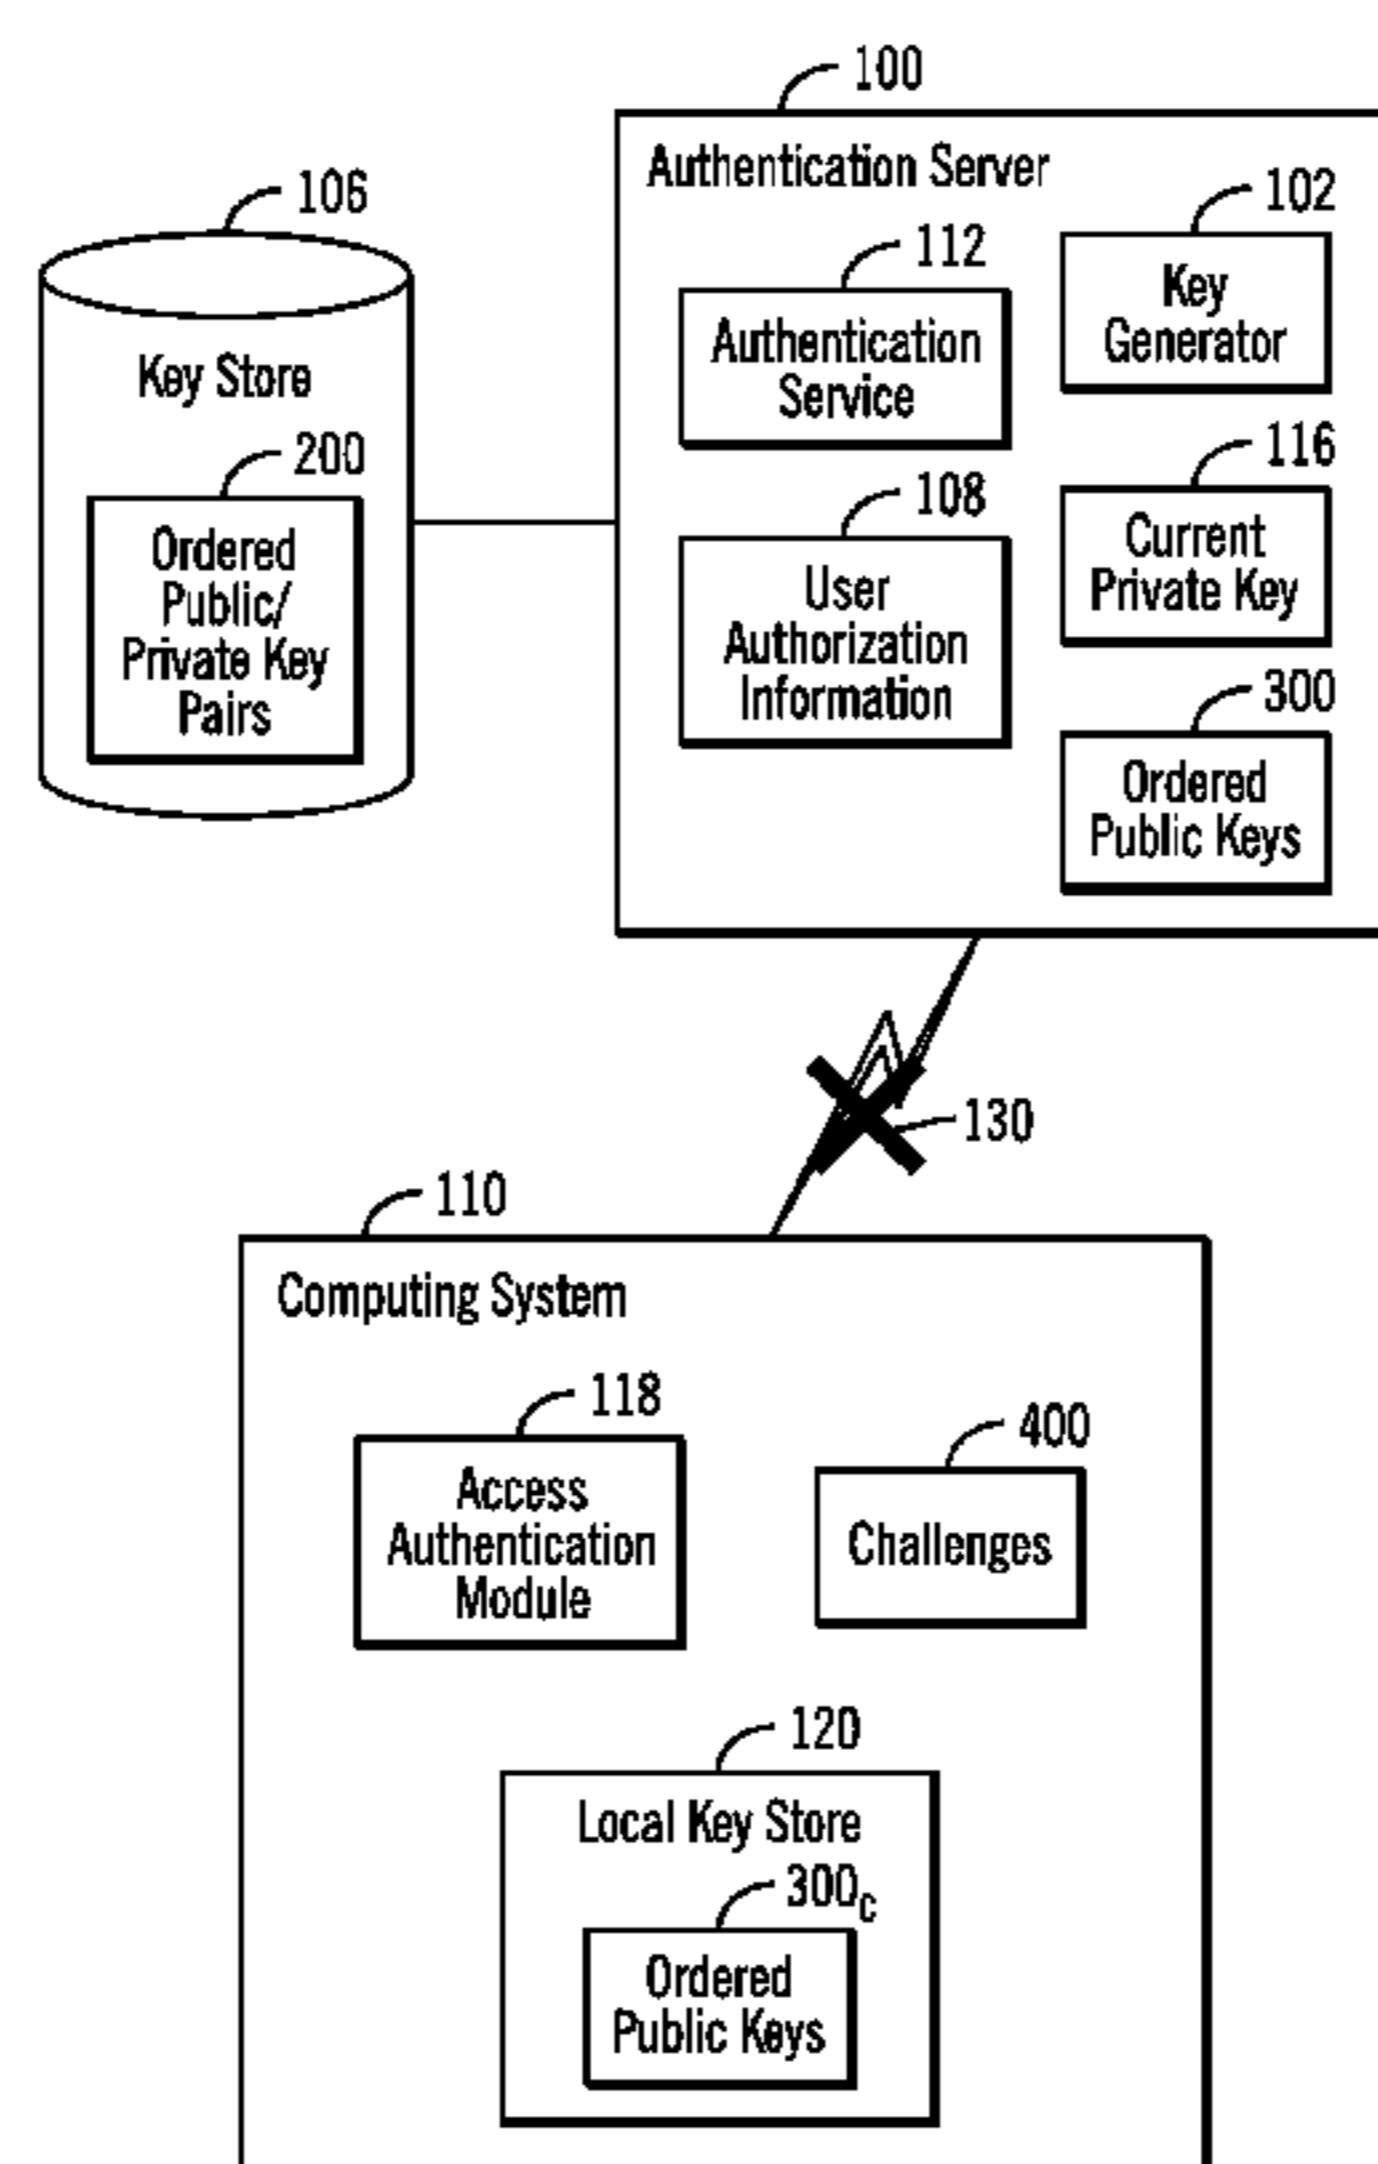 100
Authentication Server
106
102
112
Key
Generator
Authentication
Service
Key Store
200
116
108
Ordered
Public/
Private Key
Pairs
Current
Private Key
User
Authorization
Information
300
Ordered
Public Keys
130
110
Computing System
118
400
Access
Authentication
Module
Challenges
120
Local Key Store
300c
Ordered
Public Keys